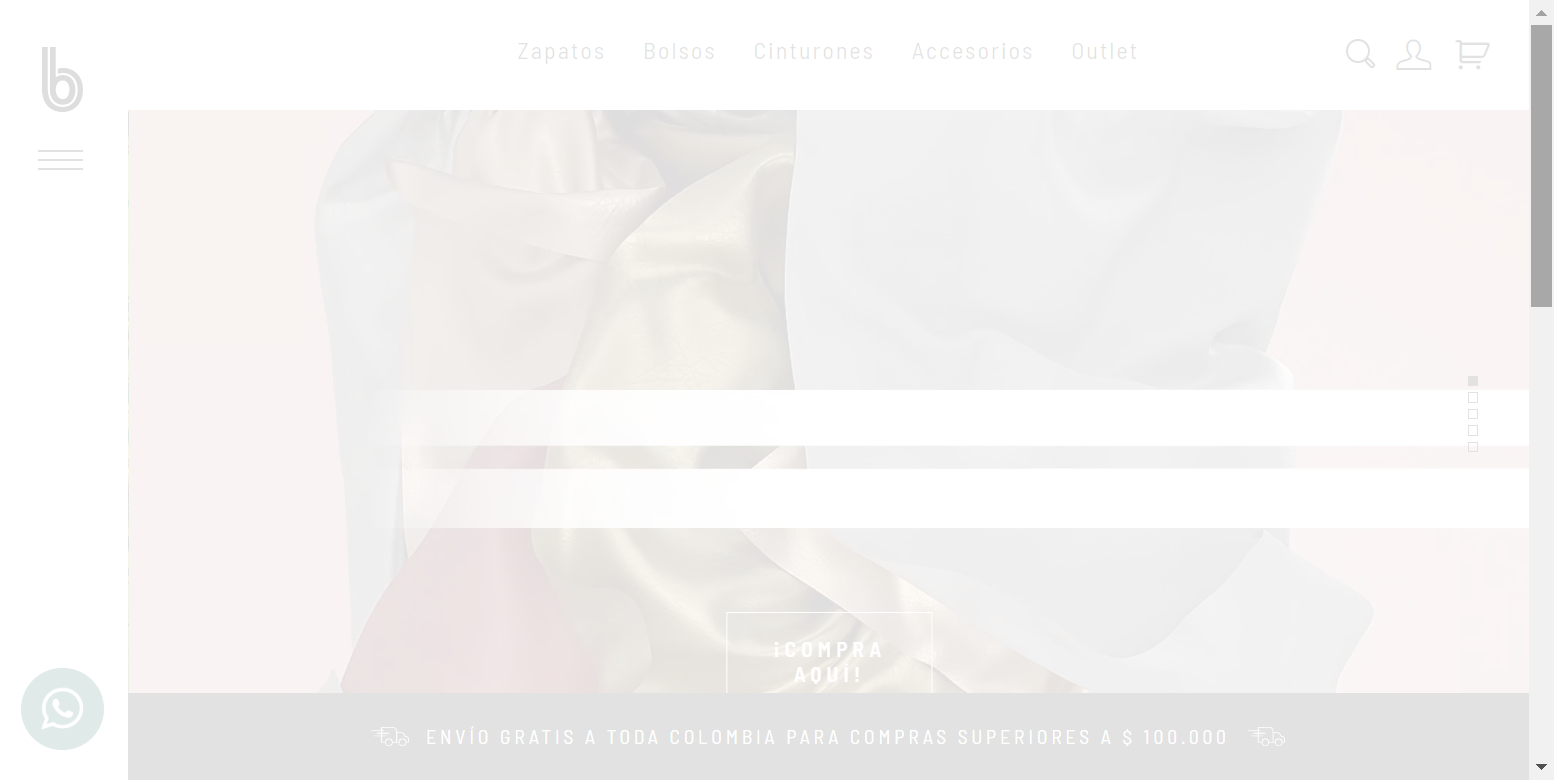 b
Zapatos Bolsos Cinturones Accesorios Outlet
¡COMPRA
AQUÍ!
ENVÍO GRATIS A TODA COLOMBIA PARA COMPRAS SUPERIORES A $ 100.000